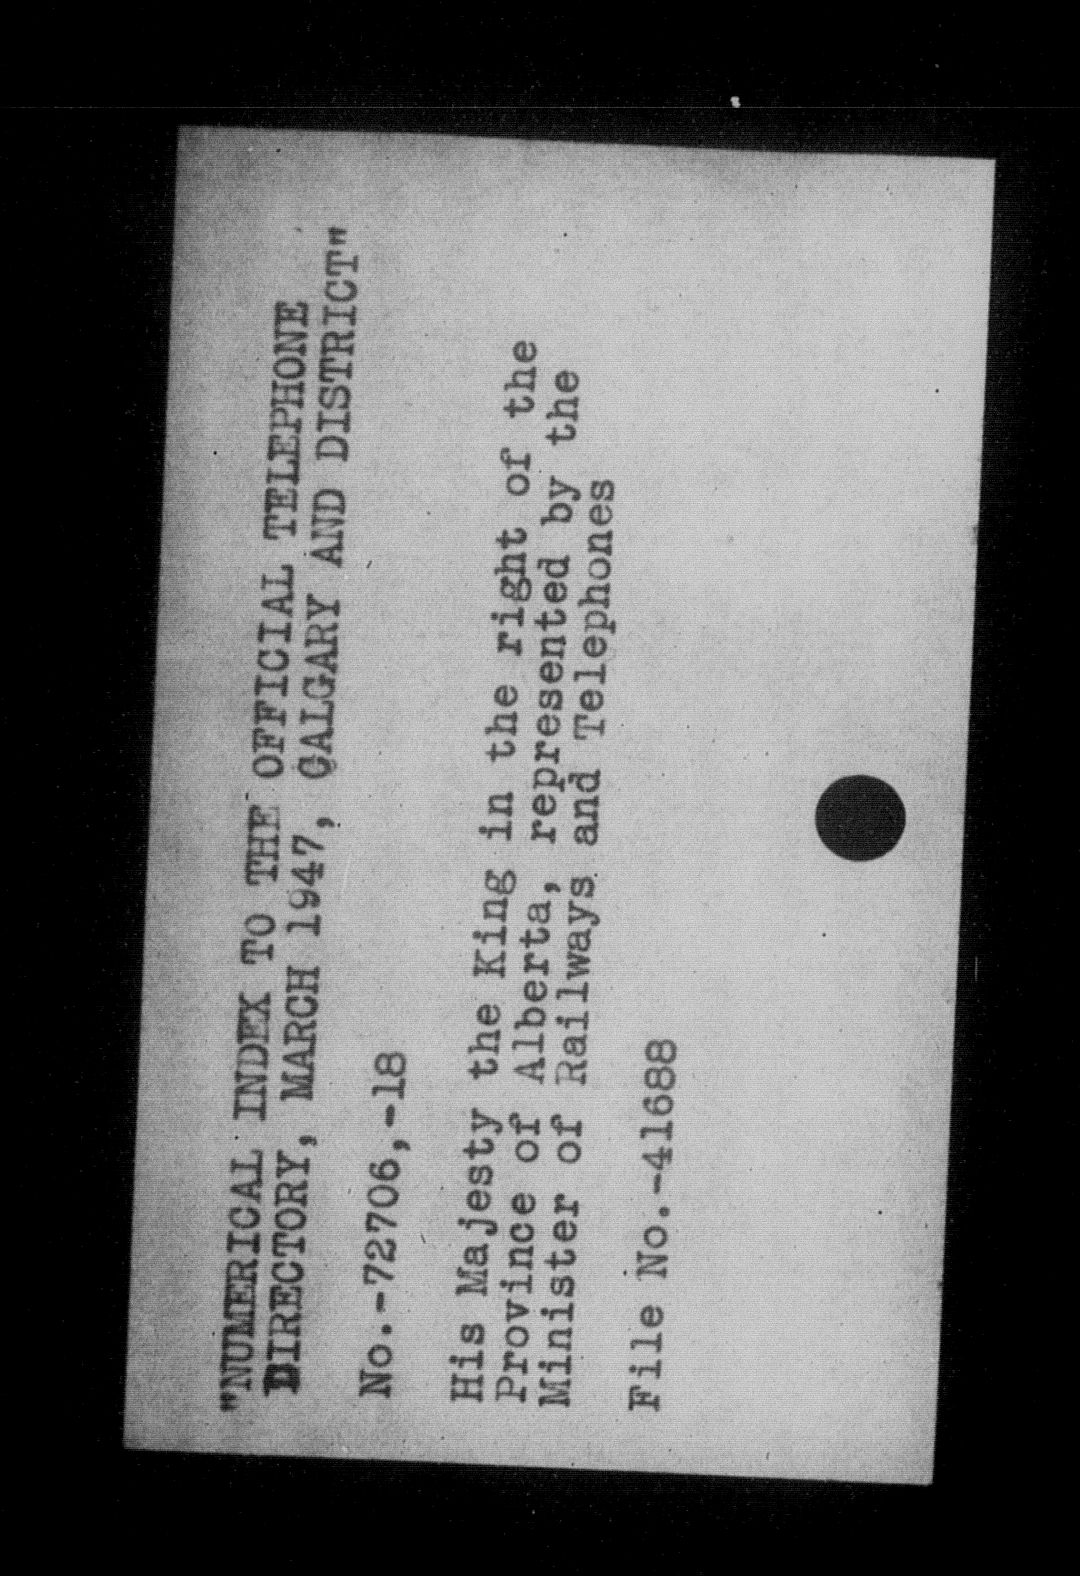 "NUMERICAL INDEX TO THE OFFICIAL TELEPHONE
DIRECTORY, MARCH 1947, CALGARY AND DISTRICT"
No.-72706,-18
His Majesty the King in the right of the
Province of Alberta, represented by the
Minister of Railways and Telephones
File No.-41688